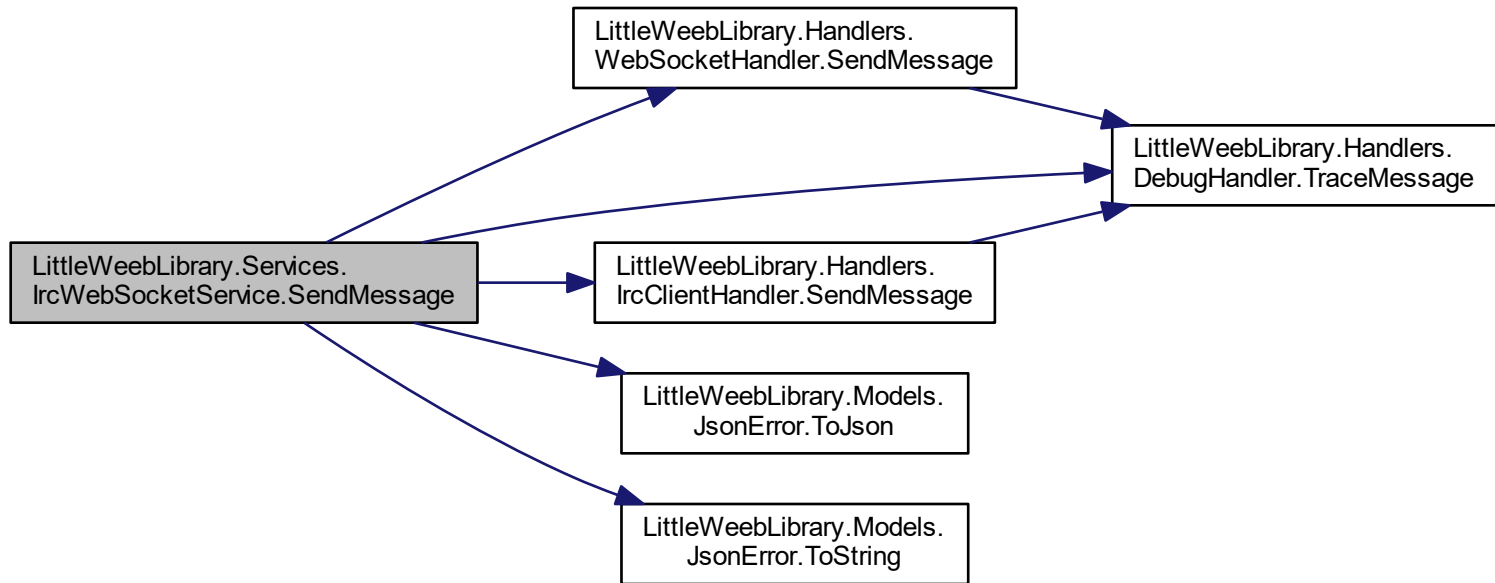 LittleWeebLibrary.Handlers.
WebSocketHandler.SendMessage
LittleWeebLibrary.Handlers.
DebugHandler.TraceMessage
LittleWeebLibrary.Services.
IrcWebSocketService.SendMessage
LittleWeebLibrary.Handlers.
IrcClientHandler.SendMessage
LittleWeebLibrary.Models.
JsonError.ToJson
LittleWeebLibrary.Models.
JsonError.ToString